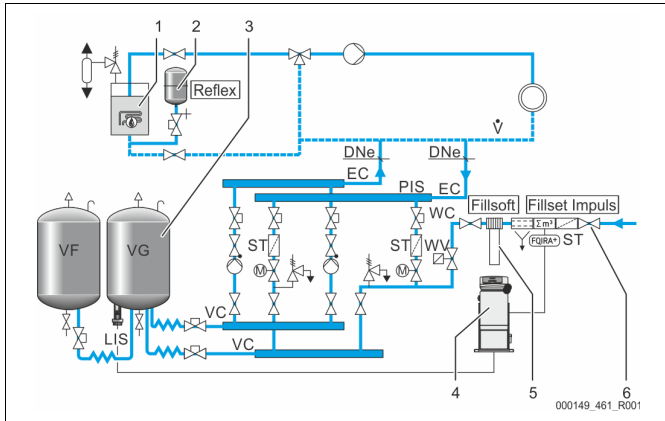 1 2 3
Reflex
V̇
DNe DNe
EC EC
PIS
Fillsoft Fillset Impuls
WC
Σm³
FQIRA+ ST
VF VG
ST ST WV
M M
LIS
VC
VC
4 5 6
000149_461_R001